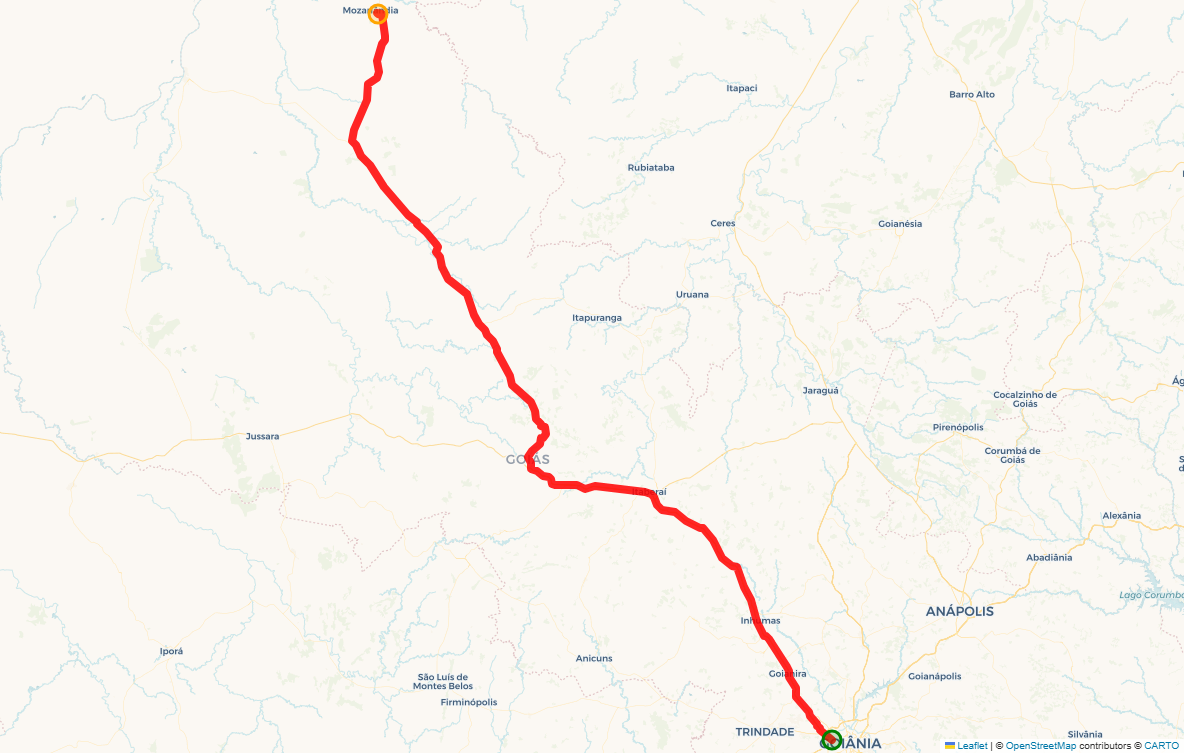 Itapaci
Barro Alto
Rubiataba
Ceres
Goianésia
Uruana
Itapuranga
Jaraguá
Cocalzinho de
Goiás
Pirenópolis
Jussara
Corumbá de
Goiás
GOIÁS
Itaberaí
Alexânia
Abadiânia
Lago Corumbá
ANÁPOLIS
Inhumas
Iporá
Anicuns
Goianira
Goianápolis
São Luís de
Montes Belos
Firminópolis
TRINDADE
GOIÂNIA
Silvânia
Leaflet | © OpenStreetMap contributors © CARTO